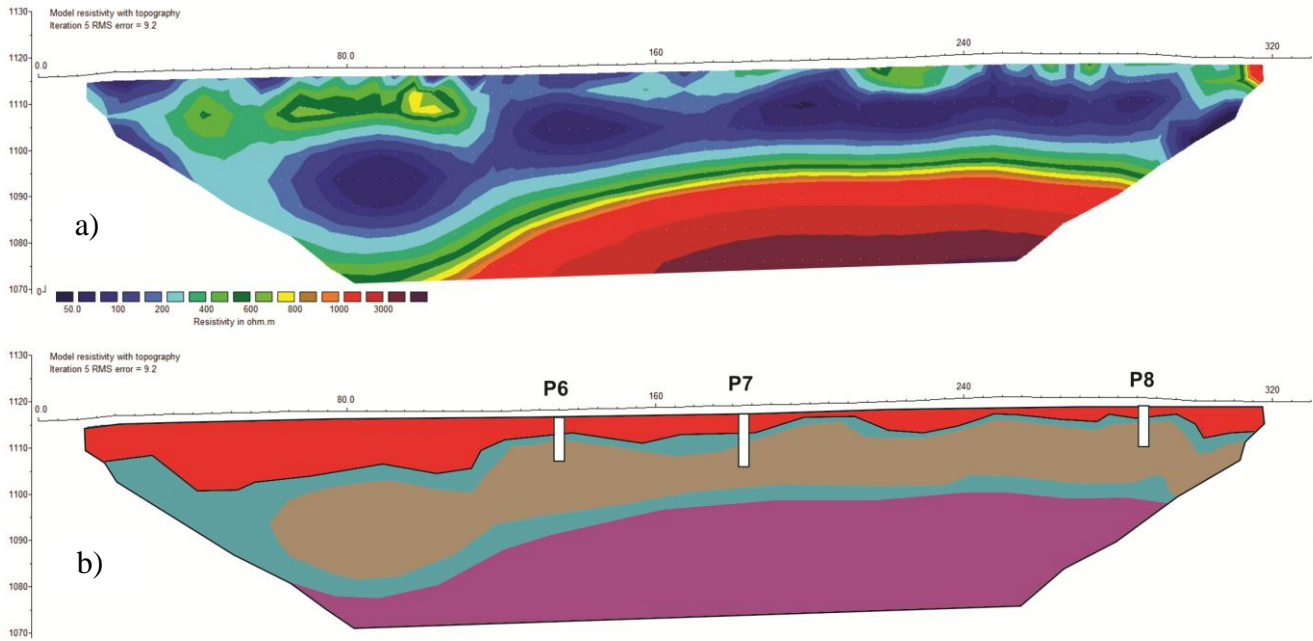 Model resistivity with topography
Iteration 5 RMS error = 9.2
1130
1120
1110
1100
1090
1080
1070
0.0
80.0
160
240
320
a)
50.0 100 200 400 600 800 1000 3000
Resistivity in ohm.m
Model resistivity with topography
Iteration 5 RMS error = 9.2
1130
1120
1110
1100
1090
1080
1070
0.0
80.0
160
240
320
P6
P7
P8
b)